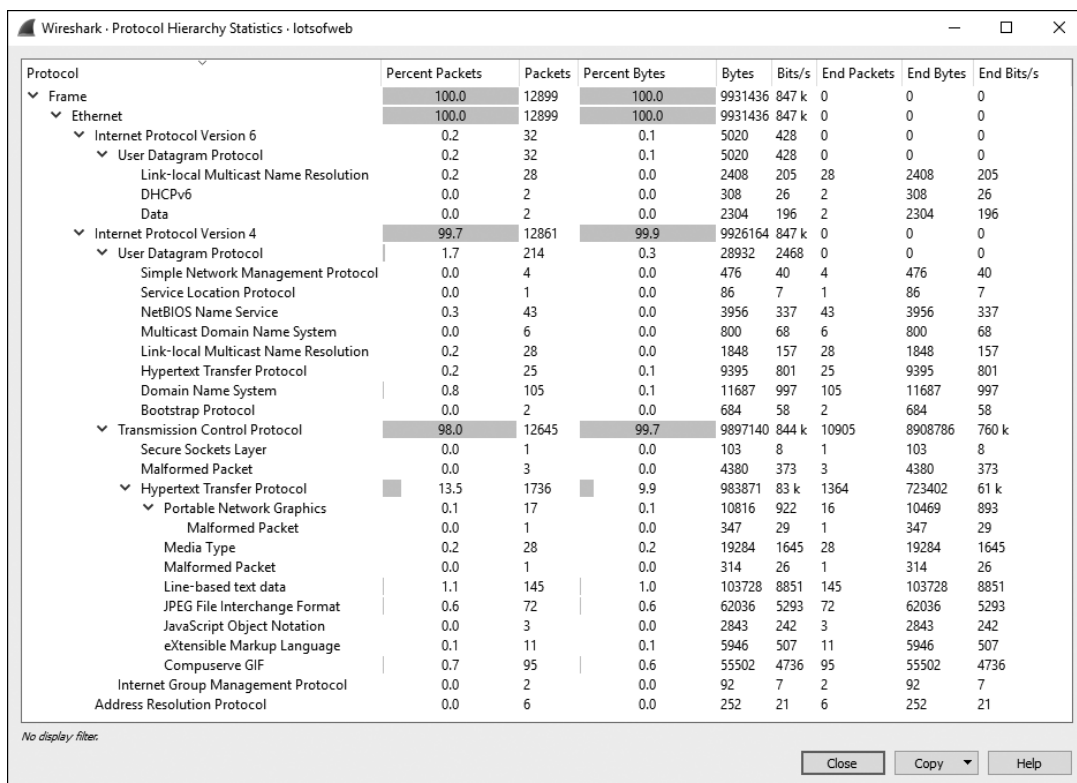 Wireshark · Protocol Hierarchy Statistics · lotsofweb
Protocol Percent Packets Packets Percent Bytes Bytes Bits/s End Packets End Bytes End Bits/s
Frame 100.0 12899 100.0 9931436 847 k 0 0 0
Ethernet 100.0 12899 100.0 9931436 847 k 0 0 0
Internet Protocol Version 6 0.2 32 0.1 5020 428 0 0 0
User Datagram Protocol 0.2 32 0.1 5020 428 0 0 0
Link-local Multicast Name Resolution 0.2 28 0.0 2408 205 28 2408 205
DHCPv6 0.0 2 0.0 308 26 2 308 26
Data 0.0 2 0.0 2304 196 2 2304 196
Internet Protocol Version 4 99.7 12861 99.9 9926164 847 k 0 0 0
User Datagram Protocol 1.7 214 0.3 28932 2468 0 0 0
Simple Network Management Protocol 0.0 4 0.0 476 40 4 476 40
Service Location Protocol 0.0 1 0.0 86 7 1 86 7
NetBIOS Name Service 0.3 43 0.0 3956 337 43 3956 337
Multicast Domain Name System 0.0 6 0.0 800 68 6 800 68
Link-local Multicast Name Resolution 0.2 28 0.0 1848 157 28 1848 157
Hypertext Transfer Protocol 0.2 25 0.1 9395 801 25 9395 801
Domain Name System 0.8 105 0.1 11687 997 105 11687 997
Bootstrap Protocol 0.0 2 0.0 684 58 2 684 58
Transmission Control Protocol 98.0 12645 99.7 9897140 844 k 10905 8908786 760 k
Secure Sockets Layer 0.0 1 0.0 103 8 1 103 8
Malformed Packet 0.0 3 0.0 4380 373 3 4380 373
Hypertext Transfer Protocol 13.5 1736 9.9 983871 83 k 1364 723402 61 k
Portable Network Graphics 0.1 17 0.1 10816 922 16 10469 893
Malformed Packet 0.0 1 0.0 347 29 1 347 29
Media Type 0.2 28 0.2 19284 1645 28 19284 1645
Malformed Packet 0.0 1 0.0 314 26 1 314 26
Line-based text data 1.1 145 1.0 103728 8851 145 103728 8851
JPEG File Interchange Format 0.6 72 0.6 62036 5293 72 62036 5293
JavaScript Object Notation 0.0 3 0.0 2843 242 3 2843 242
eXtensible Markup Language 0.1 11 0.1 5946 507 11 5946 507
Compuserve GIF 0.7 95 0.6 55502 4736 95 55502 4736
Internet Group Management Protocol 0.0 2 0.0 92 7 2 92 7
Address Resolution Protocol 0.0 6 0.0 252 21 6 252 21
No display filter.
Close Copy Help